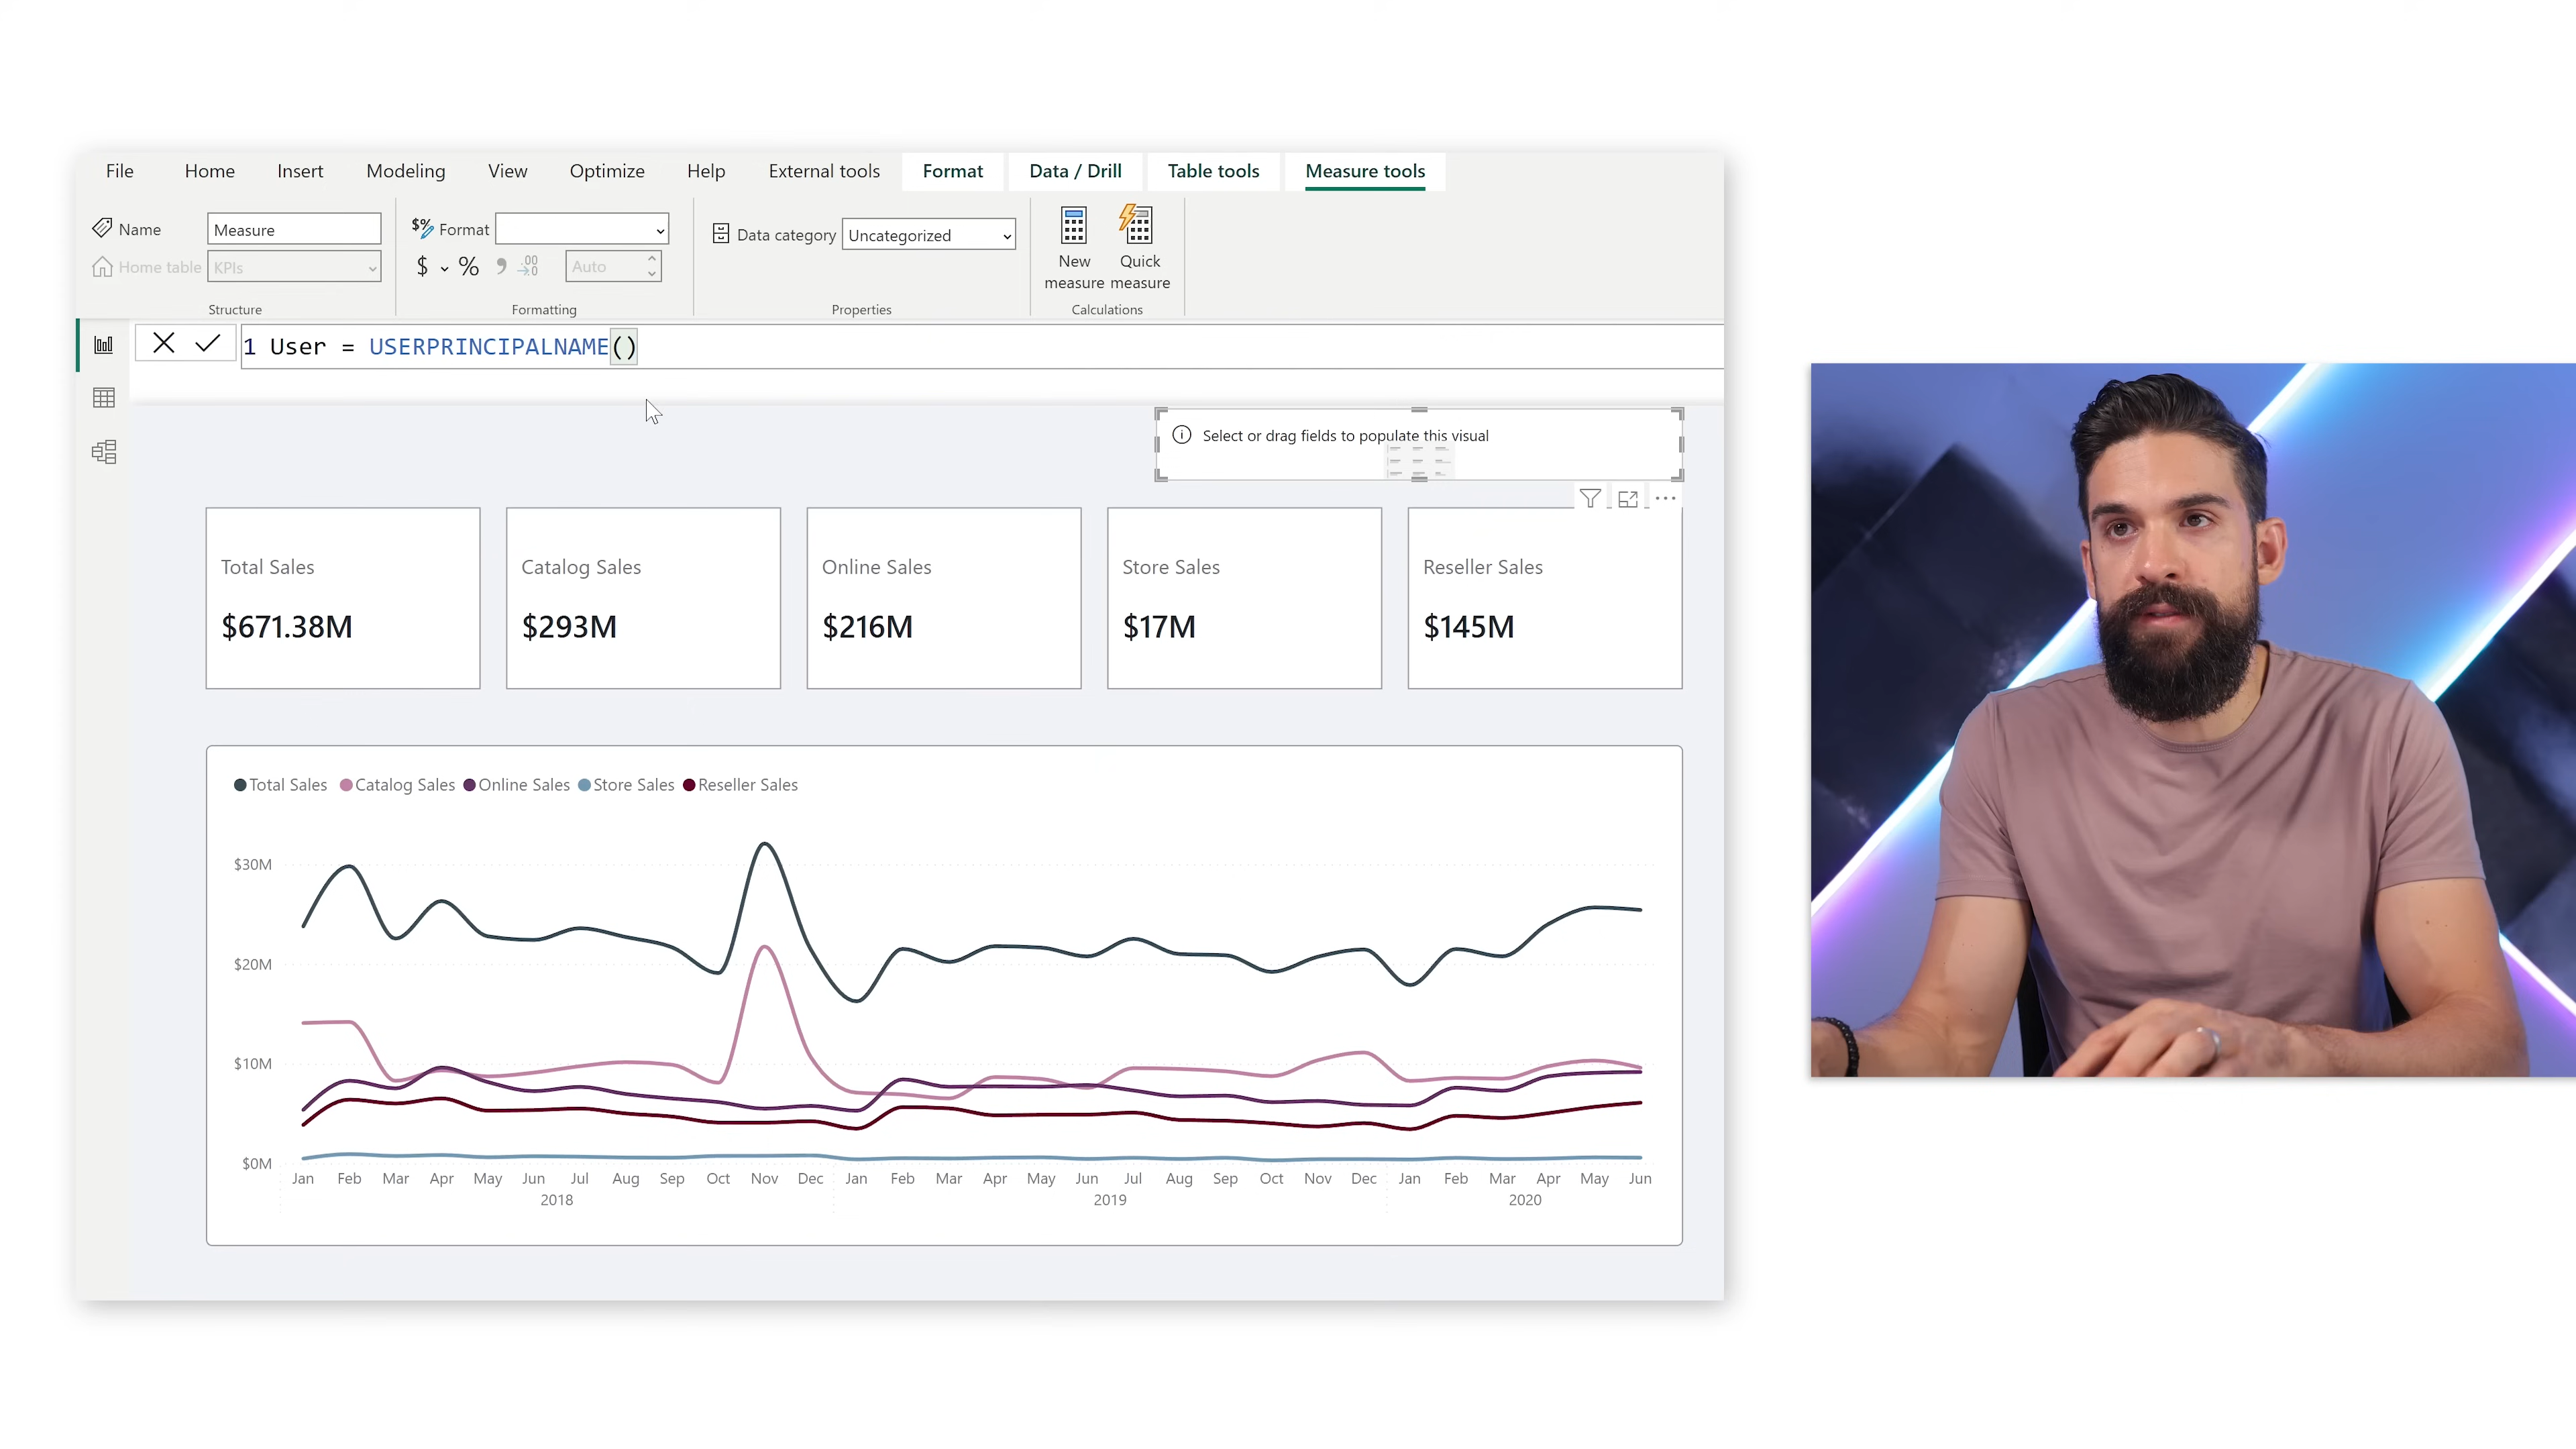 File Home Insert Modeling View Optimize Help External tools Format Data / Drill Table tools Measure tools
Name Measure
Home table KPIs
Structure
$% Format
$ % 9 .00 →.0 Auto
Formatting
Data category Uncategorized
Properties
New measure
Quick measure
Calculations
1 User = USERPRINCIPALNAME()
Select or drag fields to populate this visual
Total Sales
$671.38M
Catalog Sales
$293M
Online Sales
$216M
Store Sales
$17M
Reseller Sales
$145M
Total Sales Catalog Sales Online Sales Store Sales Reseller Sales
$30M
$20M
$10M
$0M
Jan Feb Mar Apr May Jun Jul Aug Sep Oct Nov Dec Jan Feb Mar Apr May Jun Jul Aug Sep Oct Nov Dec Jan Feb Mar Apr May Jun
2018 2019 2020